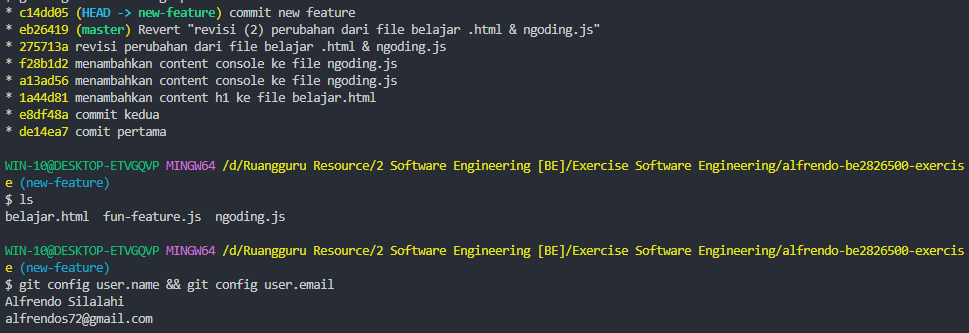 * c14dd05 (HEAD -> new-feature) commit new feature
* eb26419 (master) Revert "revisi (2) perubahan dari file belajar .html & ngoding.js"
* 275713a revisi perubahan dari file belajar .html & ngoding.js
* f28b1d2 menambahkan content console ke file ngoding.js
* a13ad56 menambahkan content console ke file ngoding.js
* 1a44d81 menambahkan content h1 ke file belajar.html
* e8df48a commit kedua
* de14ea7 comit pertama
WIN-10@DESKTOP-ETVGQVP MINGW64 /d/Ruangguru Resource/2 Software Engineering [BE]/Exercise Software Engineering/alfrendo-be2826500-exercis
e (new-feature)
$ ls
belajar.html  fun-feature.js  ngoding.js
WIN-10@DESKTOP-ETVGQVP MINGW64 /d/Ruangguru Resource/2 Software Engineering [BE]/Exercise Software Engineering/alfrendo-be2826500-exercis
e (new-feature)
$ git config user.name && git config user.email
Alfrendo Silalahi
alfrendos72@gmail.com